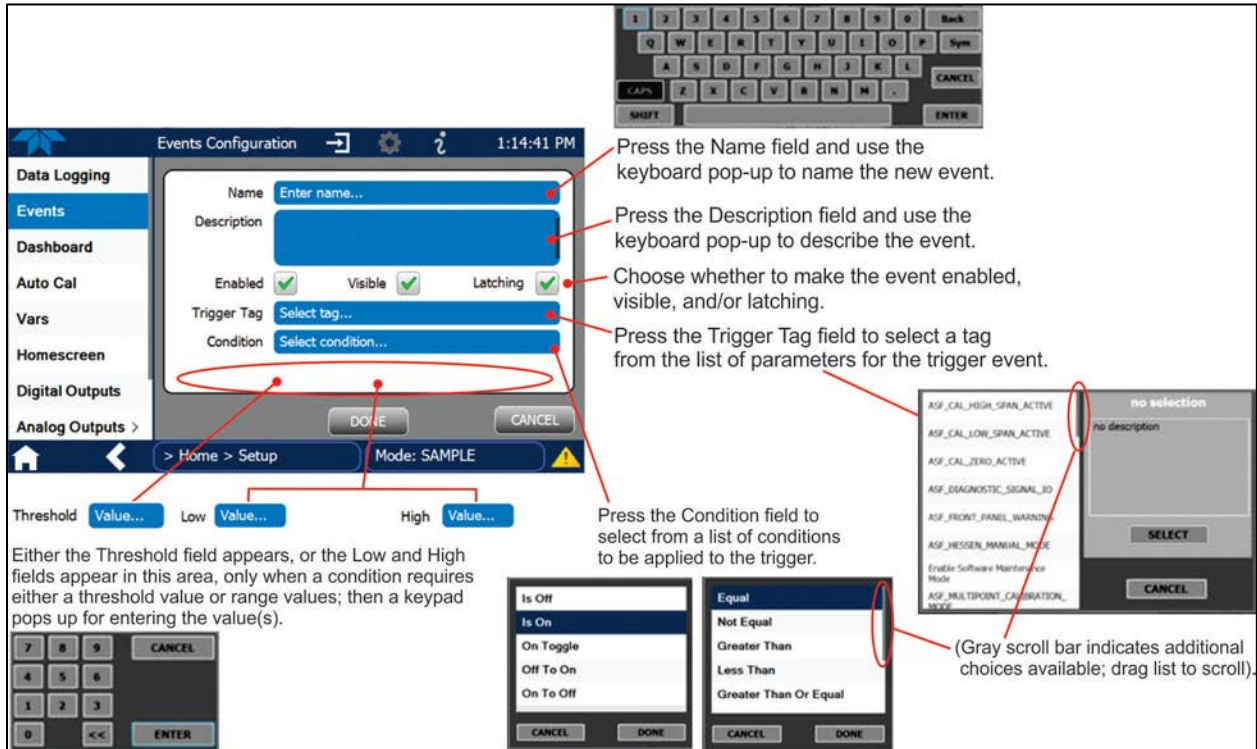 1 2 3 4 5 6 7 8 9 0 Back
Q W E R T Y U I O P Sym
A S D F G H J K L
CANCEL
CAPS Z X C V B N M .
SHIFT ENTER
Events Configuration 1:14:41 PM
Data Logging
Events
Dashboard
Auto Cal
Vars
Homescreen
Digital Outputs
Analog Outputs >
Name Enter name...
Description
Enabled Visible Latching
Trigger Tag Select tag...
Condition Select condition...
DONE CANCEL
> Home > Setup Mode: SAMPLE
Press the Name field and use the
keyboard pop-up to name the new event.
Press the Description field and use the
keyboard pop-up to describe the event.
Choose whether to make the event enabled,
visible, and/or latching.
Press the Trigger Tag field to select a tag
from the list of parameters for the trigger event.
ASF_CAL_HIGH_SPAN_ACTIVE
ASF_CAL_LOW_SPAN_ACTIVE
ASF_CAL_ZERO_ACTIVE
ASF_DIAGNOSTIC_SIGNAL_IO
ASF_FRONT_PANEL_WARNING
ASF_HESSEN_MANUAL_MODE
Enable Software Maintenance
Mode
ASF_MULTIPOINT_CALIBRATION_
MODE
no selection
no description
SELECT
CANCEL
Threshold Value... Low Value... High Value...
Either the Threshold field appears, or the Low and High
fields appear in this area, only when a condition requires
either a threshold value or range values; then a keypad
pops up for entering the value(s).
7 8 9 CANCEL
4 5 6
1 2 3
0 << ENTER
Press the Condition field to
select from a list of conditions
to be applied to the trigger.
Is Off
Is On
On Toggle
Off To On
On To Off
CANCEL DONE
Equal
Not Equal
Greater Than
Less Than
Greater Than Or Equal
CANCEL DONE
(Gray scroll bar indicates additional
choices available; drag list to scroll).